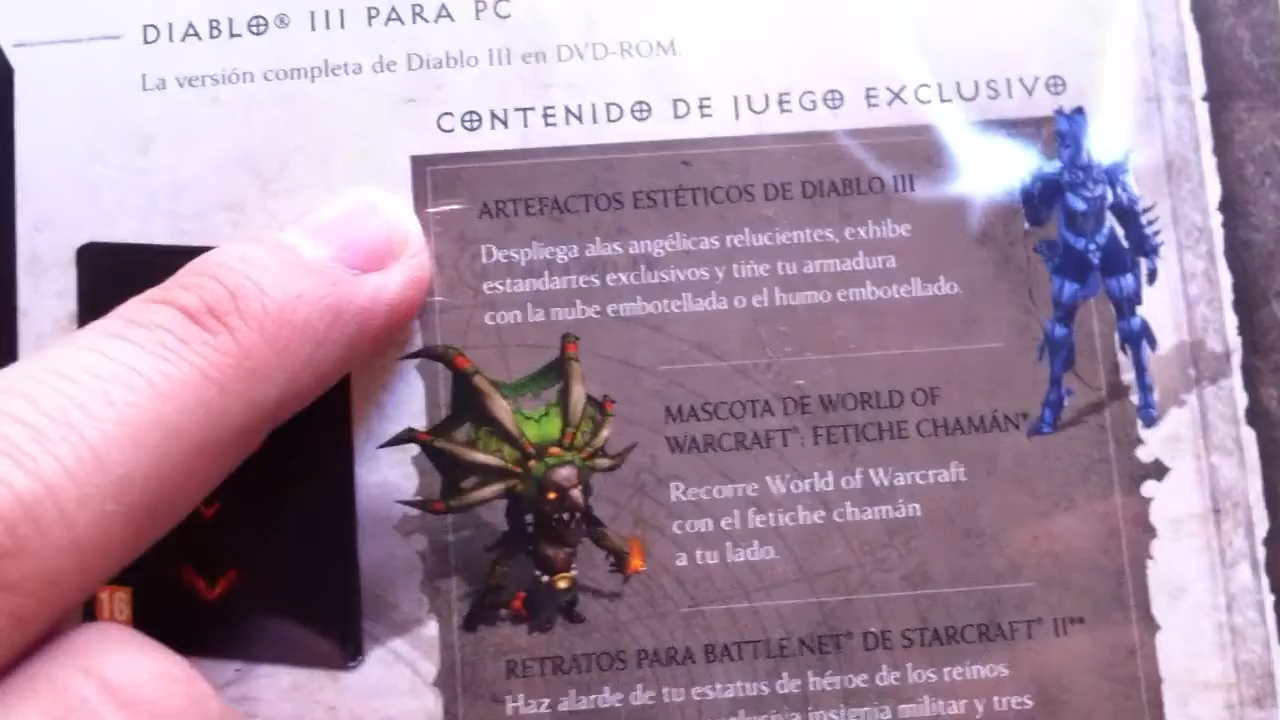 DIABLO® III PARA PC
La versión completa de Diablo III en DVD-ROM.
CONTENIDO DE JUEGO EXCLUSIVO
ARTEFACTOS ESTÉTICOS DE DIABLO III
Despliega alas angélicas relucientes, exhibe
estandartes exclusivos y tiñe tu armadura
con la nube embotellada o el humo embotellado.
MASCOTA DE WORLD OF
WARCRAFT®: FETICHE CHAMÁN*
Recorre World of Warcraft
con el fetiche chamán
a tu lado.
16
RETRATOS PARA BATTLE.NET® DE STARCRAFT® II**
Haz alarde de tu estatus de héroe de los reinos
insignia militar y tres